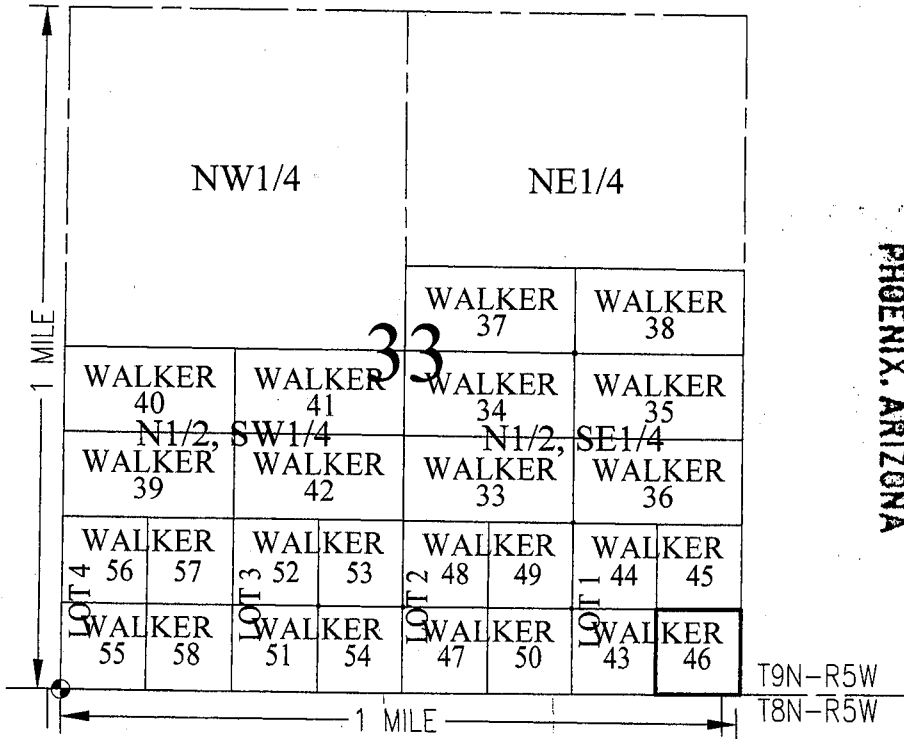 NW1/4 NE1/4
1 MILE
PHOENIX, ARIZONA
WALKER WALKER
37 38
33
WALKER WALKER WALKER WALKER
40 41 34 35
N1/2, SW1/4 N1/2, SE1/4
WALKER WALKER WALKER WALKER
39 42 33 36
WALKER WALKER WALKER WALKER
56 57 52 53 48 49 44 45
LOT 4 LOT 3 LOT 2 LOT 1
WALKER WALKER WALKER WALKER
55 58 51 54 47 50 43 46
T9N-R5W
T8N-R5W
1 MILE